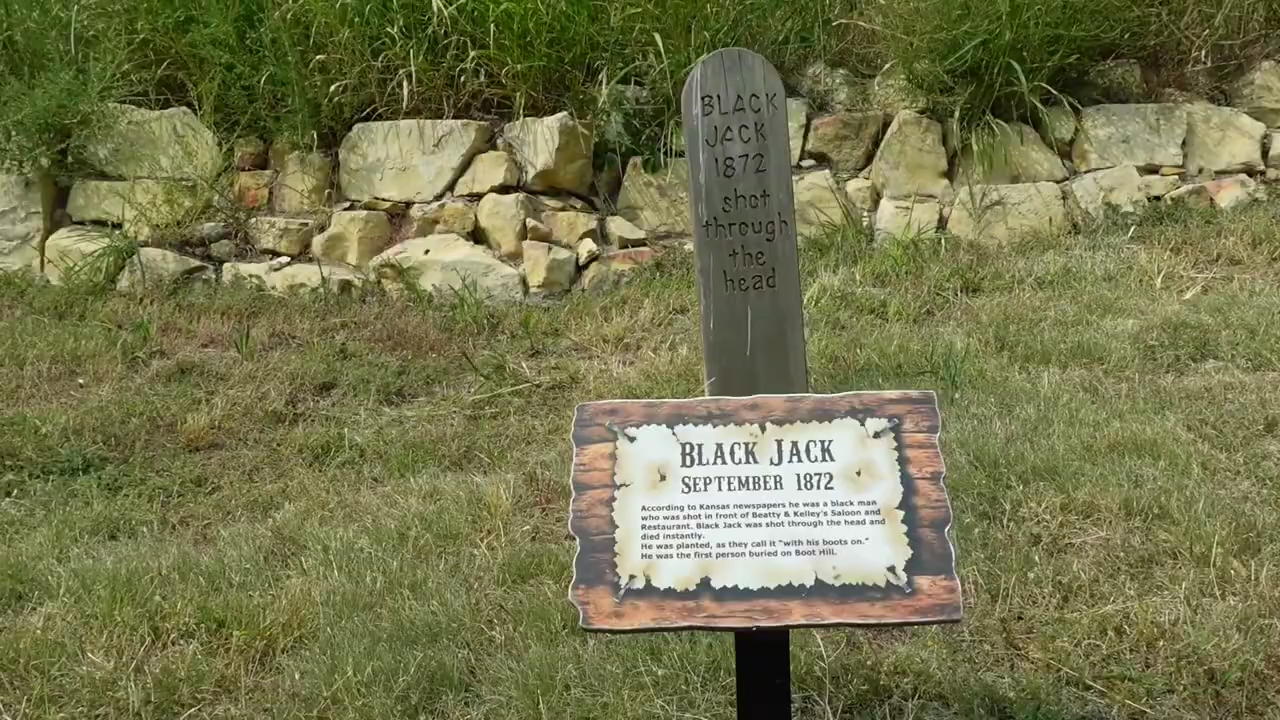 BLACK
JACK
1872
shot
through
the
head
BLACK JACK
SEPTEMBER 1872
According to Kansas newspapers he was a black man
who was shot in front of Beatty & Kelley's Saloon and
Restaurant. Black Jack was shot through the head and
died instantly.
He was planted, as they call it "with his boots on."
He was the first person buried on Boot Hill.